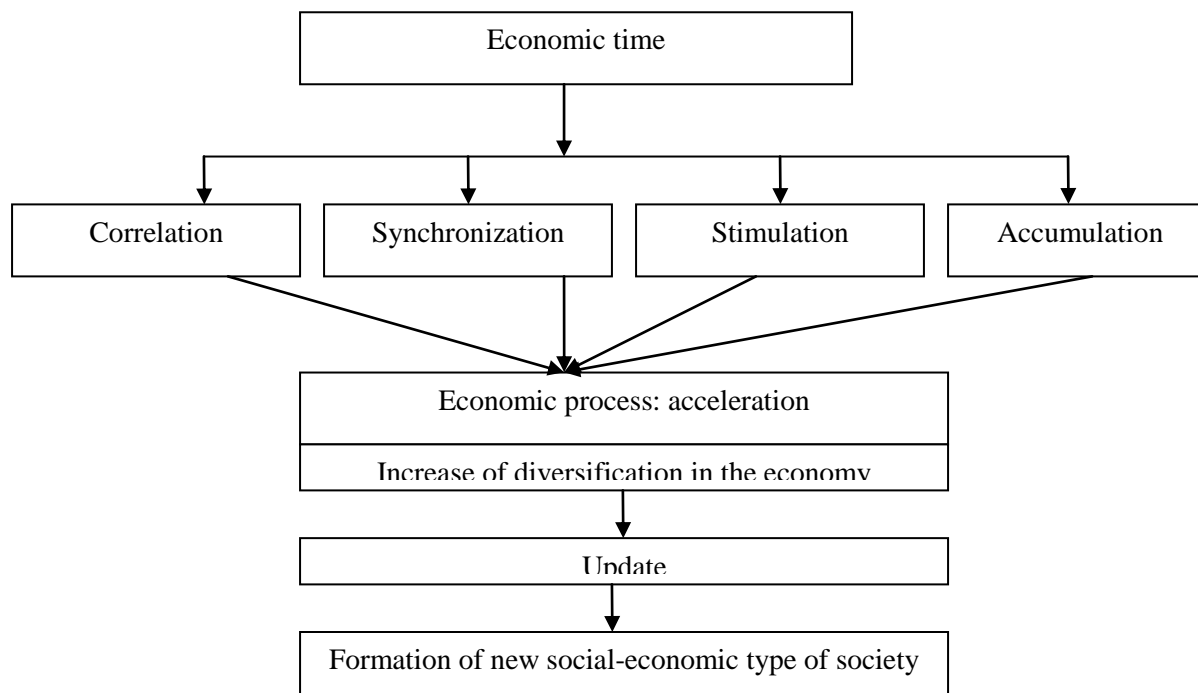 Economic time
Correlation
Synchronization
Stimulation
Accumulation
Economic process: acceleration
Increase of diversification in the economy
Update
Formation of new social-economic type of society